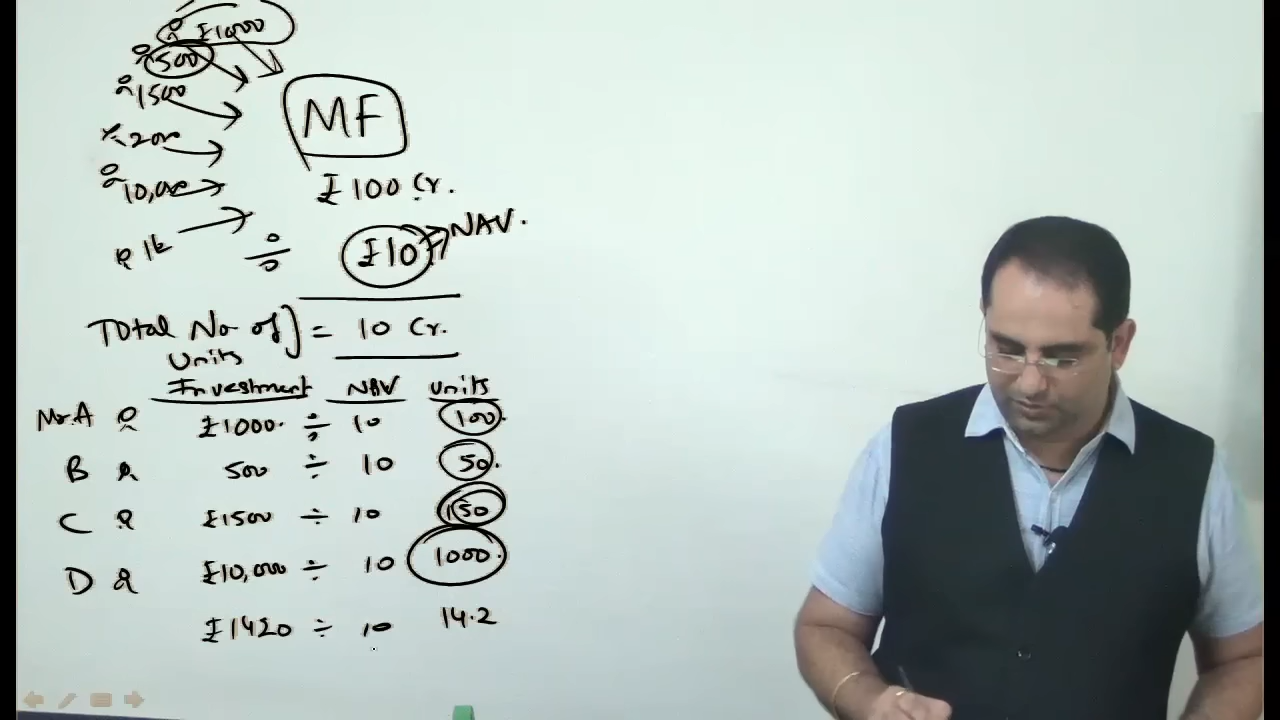 ₹1000
500
1500
2000
10,000
1k
MF
₹100 Cr.
÷ ₹10 NAV.
Total No of Units = 10 Cr.
Investment NAV units
Mr.A ₹1000 ÷ 10 100.
B 500 ÷ 10 50.
C ₹1500 ÷ 10 150
D ₹10,000 ÷ 10 1000.
₹1420 ÷ 10 14.2